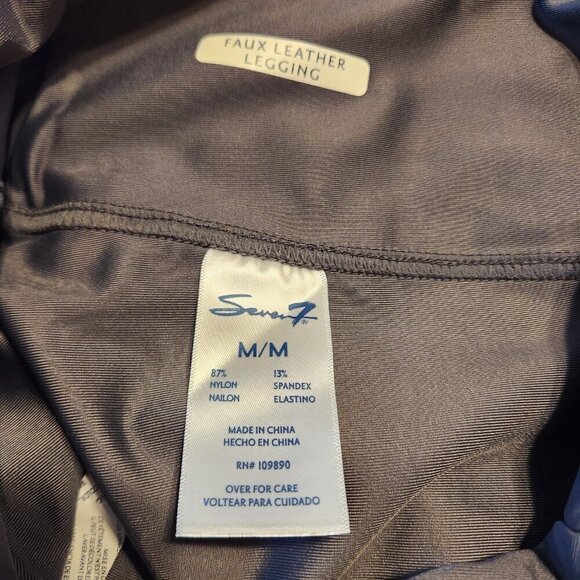 FAUX LEATHER
LEGGING
Seven7®
M/M
87% 13%
NYLON SPANDEX
NAILON ELASTINO
MADE IN CHINA
HECHO EN CHINA
RN# 109890
OVER FOR CARE
VOLTEAR PARA CUIDADO